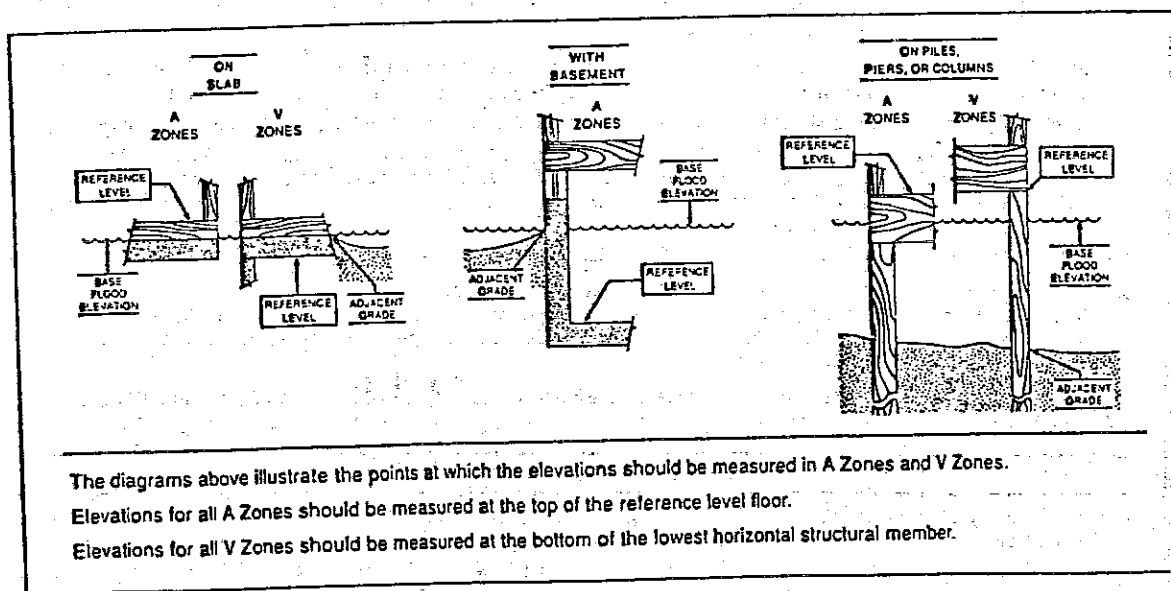 ON
SLAB
A
ZONES
V
ZONES
REFERENCE
LEVEL
BASE
FLOOD
ELEVATION
REFERENCE
LEVEL
ADJACENT
GRADE
WITH
BASEMENT
A
ZONES
BASE
FLOOD
ELEVATION
ADJACENT
GRADE
REFERENCE
LEVEL
ON PILES,
PIERS, OR COLUMNS
A
ZONES
V
ZONES
REFERENCE
LEVEL
REFERENCE
LEVEL
BASE
FLOOD
ELEVATION
ADJACENT
GRADE
The diagrams above illustrate the points at which the elevations should be measured in A Zones and V Zones.
Elevations for all A Zones should be measured at the top of the reference level floor.
Elevations for all V Zones should be measured at the bottom of the lowest horizontal structural member.